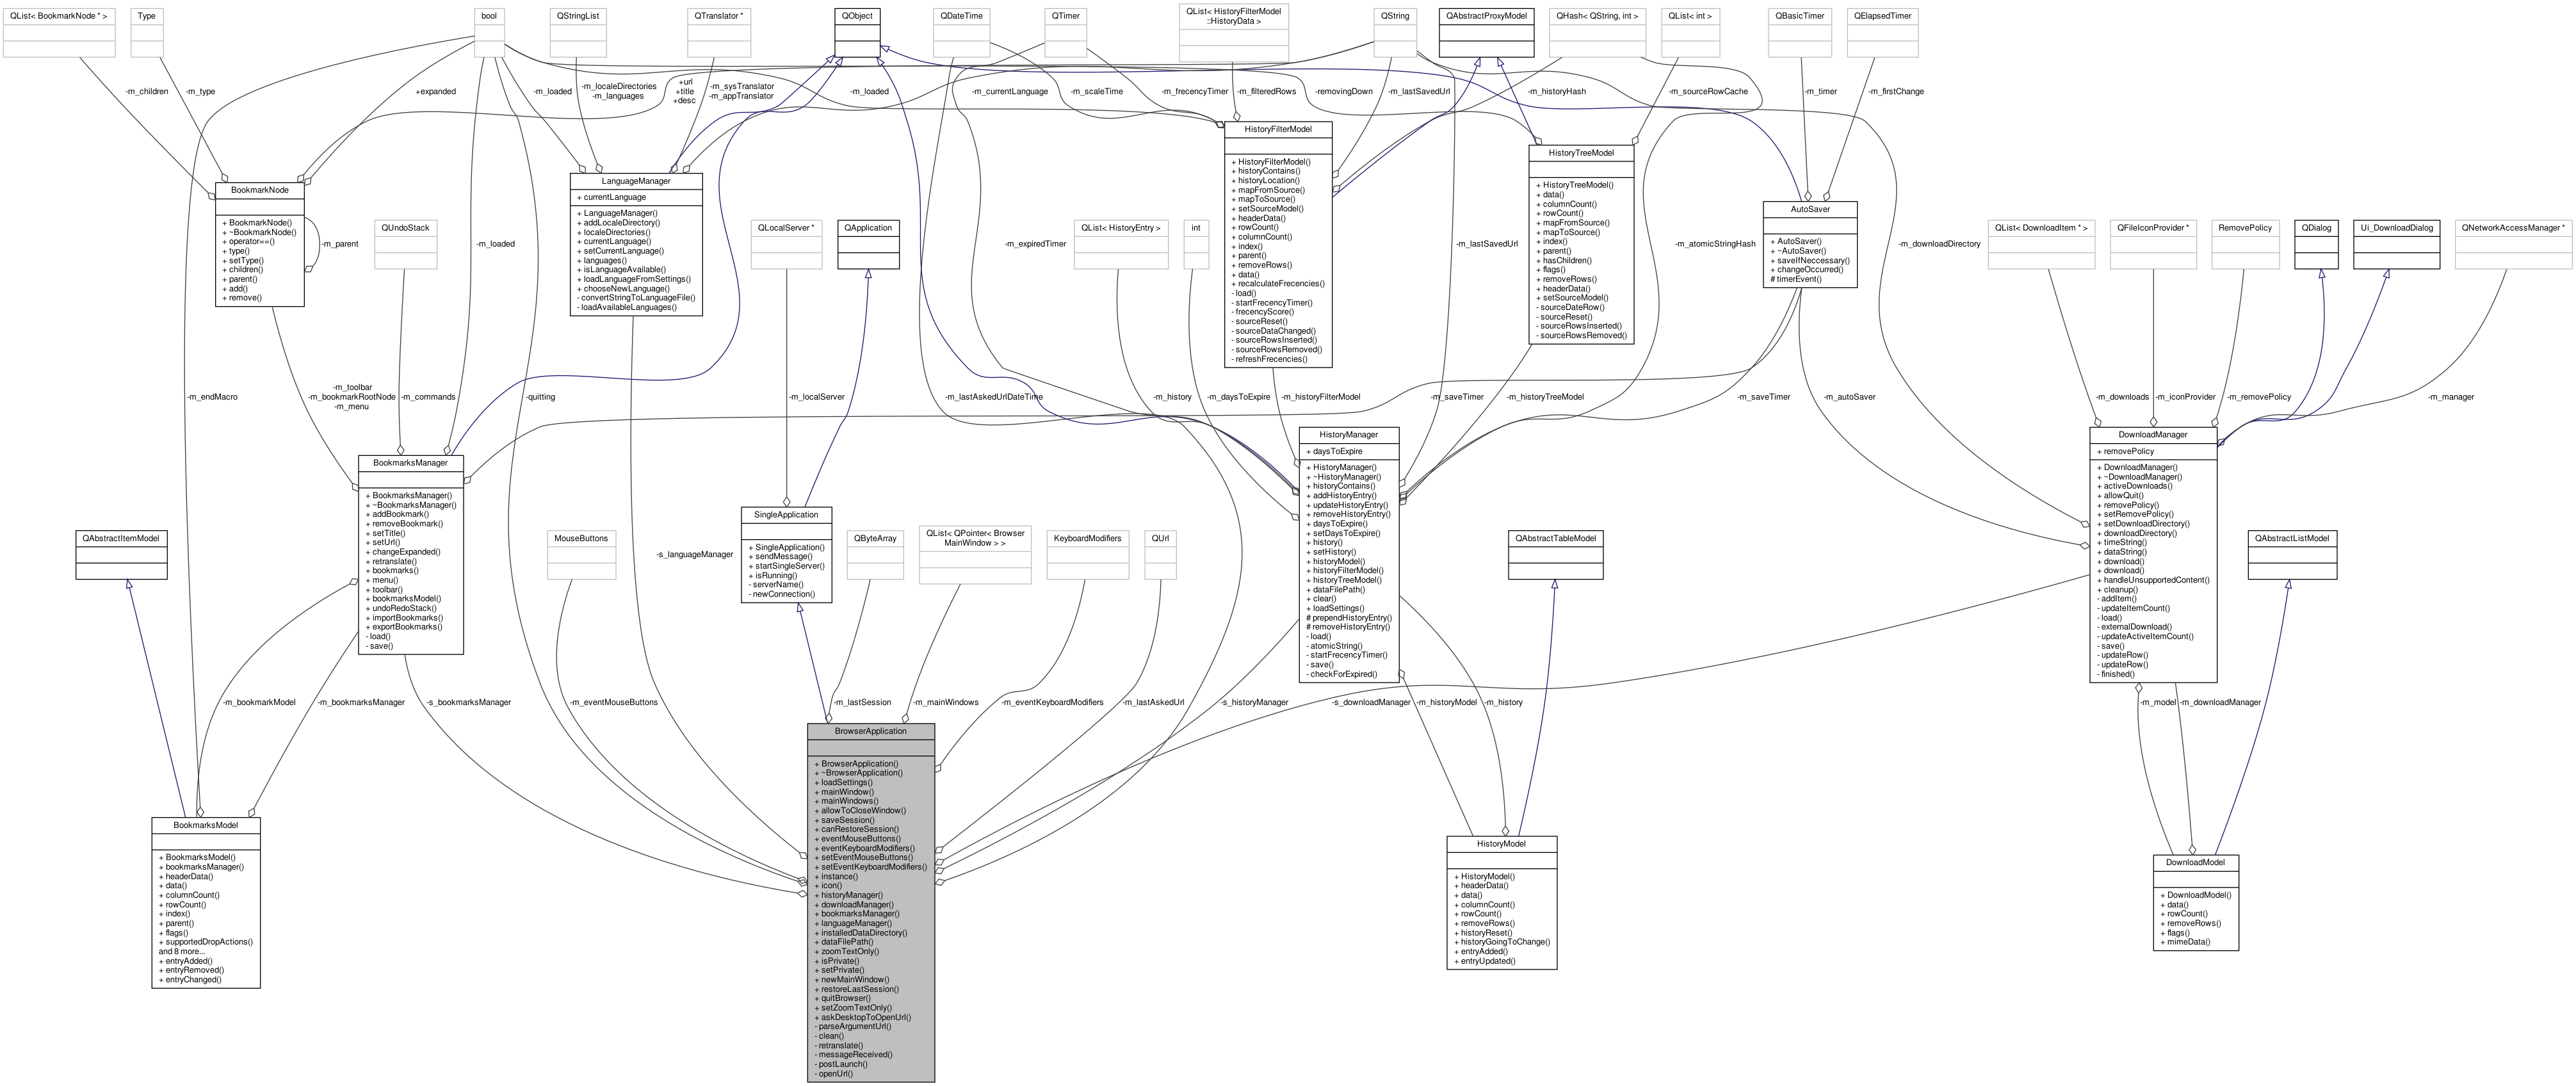 QList< BookmarkNode * >
Type
bool
QStringList
QTranslator *
QObject
QDateTime
QTimer
QList< HistoryFilterModel
::HistoryData >
QString
QAbstractProxyModel
QHash< QString, int >
QList< int >
QBasicTimer
QElapsedTimer
-m_children
-m_type
+expanded
-m_loaded
-m_localeDirectories
-m_languages
+url
+title
+desc
-m_sysTranslator
-m_appTranslator
-m_loaded
-m_currentLanguage
-m_scaleTime
-m_frecencyTimer
-m_filteredRows
-removingDown
-m_lastSavedUrl
-m_historyHash
-m_sourceRowCache
-m_timer
-m_firstChange
BookmarkNode
+ BookmarkNode()
+ ~BookmarkNode()
+ operator==()
+ type()
+ setType()
+ children()
+ parent()
+ add()
+ remove()
-m_parent
QUndoStack
-m_loaded
LanguageManager
+ currentLanguage
+ LanguageManager()
+ addLocaleDirectory()
+ localeDirectories()
+ currentLanguage()
+ setCurrentLanguage()
+ languages()
+ isLanguageAvailable()
+ loadLanguageFromSettings()
+ chooseNewLanguage()
- convertStringToLanguageFile()
- loadAvailableLanguages()
QLocalServer *
QApplication
-m_expiredTimer
QList< HistoryEntry >
int
HistoryFilterModel
+ HistoryFilterModel()
+ historyContains()
+ historyLocation()
+ mapFromSource()
+ mapToSource()
+ setSourceModel()
+ headerData()
+ rowCount()
+ columnCount()
+ index()
+ parent()
+ removeRows()
+ data()
+ recalculateFrecencies()
- load()
- startFrecencyTimer()
- frecencyScore()
- sourceReset()
- sourceDataChanged()
- sourceRowsInserted()
- sourceRowsRemoved()
- refreshFrecencies()
-m_lastSavedUrl
HistoryTreeModel
+ HistoryTreeModel()
+ data()
+ columnCount()
+ rowCount()
+ mapFromSource()
+ mapToSource()
+ index()
+ parent()
+ hasChildren()
+ flags()
+ removeRows()
+ headerData()
+ setSourceModel()
- sourceDateRow()
- sourceReset()
- sourceRowsInserted()
- sourceRowsRemoved()
-m_atomicStringHash
AutoSaver
+ AutoSaver()
+ ~AutoSaver()
+ saveIfNeccessary()
+ changeOccurred()
# timerEvent()
-m_downloadDirectory
QList< DownloadItem * >
QFileIconProvider *
RemovePolicy
QDialog
Ui_DownloadDialog
QNetworkAccessManager *
-m_endMacro
-m_toolbar
-m_bookmarkRootNode
-m_menu
-m_commands
-quitting
-m_localServer
-m_lastAskedUrlDateTime
-m_history
-m_daysToExpire
-m_historyFilterModel
-m_saveTimer
-m_historyTreeModel
-m_saveTimer
-m_autoSaver
-m_downloads
-m_iconProvider
-m_removePolicy
-m_manager
BookmarksManager
+ BookmarksManager()
+ ~BookmarksManager()
+ addBookmark()
+ removeBookmark()
+ setTitle()
+ setUrl()
+ changeExpanded()
+ retranslate()
+ bookmarks()
+ menu()
+ toolbar()
+ bookmarksModel()
+ undoRedoStack()
+ importBookmarks()
+ exportBookmarks()
- load()
- save()
HistoryManager
+ daysToExpire
+ HistoryManager()
+ ~HistoryManager()
+ historyContains()
+ addHistoryEntry()
+ updateHistoryEntry()
+ removeHistoryEntry()
+ daysToExpire()
+ setDaysToExpire()
+ history()
+ setHistory()
+ historyModel()
+ historyFilterModel()
+ historyTreeModel()
+ dataFilePath()
+ clear()
+ loadSettings()
# prependHistoryEntry()
# removeHistoryEntry()
- load()
- atomicString()
- startFrecencyTimer()
- save()
- checkForExpired()
DownloadManager
+ removePolicy
+ DownloadManager()
+ ~DownloadManager()
+ activeDownloads()
+ allowQuit()
+ removePolicy()
+ setRemovePolicy()
+ setDownloadDirectory()
+ downloadDirectory()
+ timeString()
+ dataString()
+ download()
+ download()
+ handleUnsupportedContent()
+ cleanup()
- addItem()
- updateItemCount()
- load()
- externalDownload()
- updateActiveItemCount()
- save()
- updateRow()
- updateRow()
- finished()
QAbstractItemModel
MouseButtons
-s_languageManager
SingleApplication
+ SingleApplication()
+ sendMessage()
+ startSingleServer()
+ isRunning()
- serverName()
- newConnection()
QByteArray
QList< QPointer< Browser
MainWindow > >
KeyboardModifiers
QUrl
QAbstractTableModel
QAbstractListModel
-m_bookmarkModel
-m_bookmarksManager
-s_bookmarksManager
-m_eventMouseButtons
-m_lastSession
-m_mainWindows
-m_eventKeyboardModifiers
-m_lastAskedUrl
-s_historyManager
-s_downloadManager
-m_historyModel
-m_history
-m_model
-m_downloadManager
BookmarksModel
+ BookmarksModel()
+ bookmarksManager()
+ headerData()
+ data()
+ columnCount()
+ rowCount()
+ index()
+ parent()
+ flags()
+ supportedDropActions()
and 8 more...
+ entryAdded()
+ entryRemoved()
+ entryChanged()
BrowserApplication
+ BrowserApplication()
+ ~BrowserApplication()
+ loadSettings()
+ mainWindow()
+ mainWindows()
+ allowToCloseWindow()
+ saveSession()
+ canRestoreSession()
+ eventMouseButtons()
+ eventKeyboardModifiers()
+ setEventMouseButtons()
+ setEventKeyboardModifiers()
+ instance()
+ icon()
+ historyManager()
+ downloadManager()
+ bookmarksManager()
+ languageManager()
+ installedDataDirectory()
+ dataFilePath()
+ zoomTextOnly()
+ isPrivate()
+ setPrivate()
+ newMainWindow()
+ restoreLastSession()
+ quitBrowser()
+ setZoomTextOnly()
+ askDesktopToOpenUrl()
- parseArgumentUrl()
- clean()
- retranslate()
- messageReceived()
- postLaunch()
- openUrl()
HistoryModel
+ HistoryModel()
+ headerData()
+ data()
+ columnCount()
+ rowCount()
+ removeRows()
+ historyReset()
+ historyGoingToChange()
+ entryAdded()
+ entryUpdated()
DownloadModel
+ DownloadModel()
+ data()
+ rowCount()
+ removeRows()
+ flags()
+ mimeData()